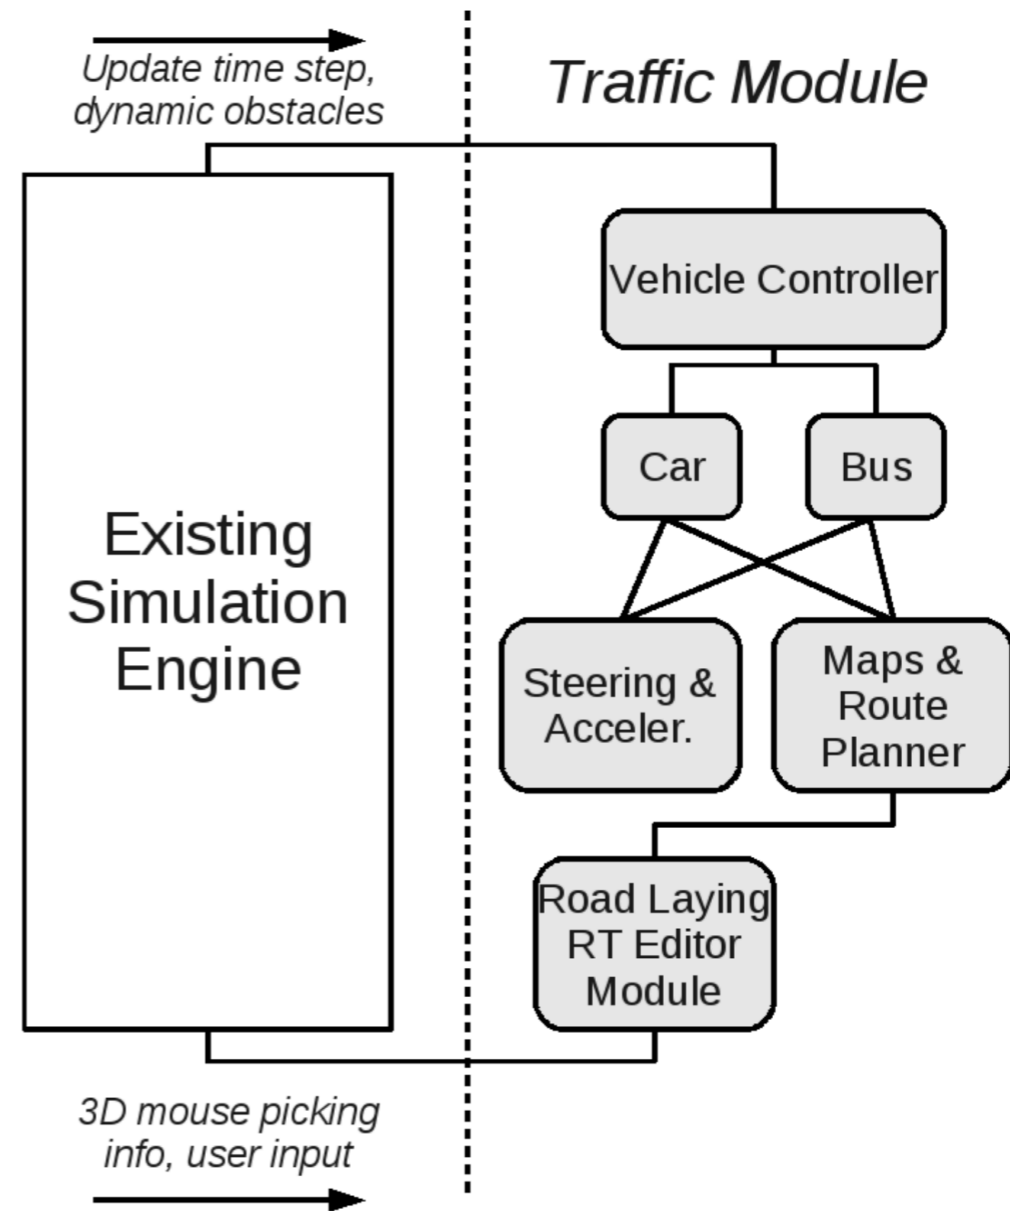 Update time step,
dynamic obstacles
Traffic Module
Vehicle Controller
Car
Bus
Existing
Simulation
Engine
Steering &
Acceler.
Maps &
Route
Planner
Road Laying
RT Editor
Module
3D mouse picking
info, user input